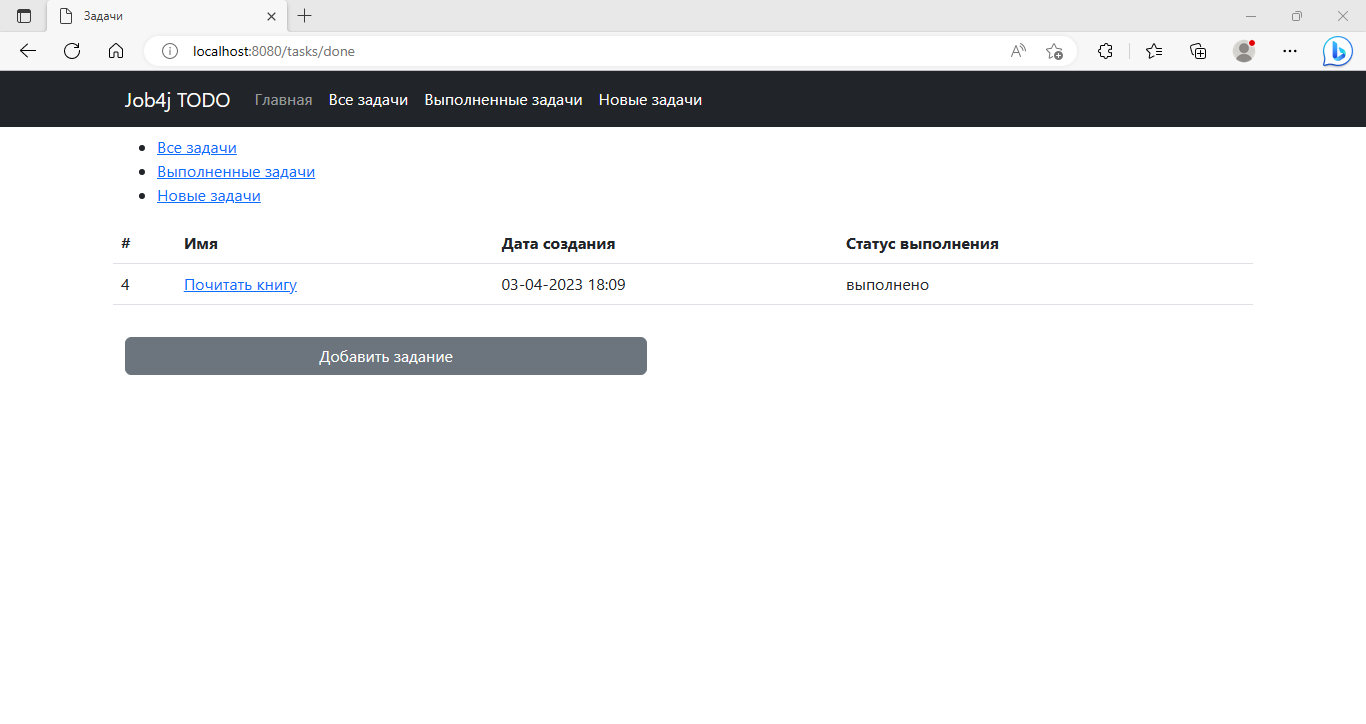 Задачи
localhost:8080/tasks/done
Job4j TODO Главная Все задачи Выполненные задачи Новые задачи
Все задачи
Выполненные задачи
Новые задачи
# Имя Дата создания Статус выполнения
4 Почитать книгу 03-04-2023 18:09 выполнено
Добавить задание